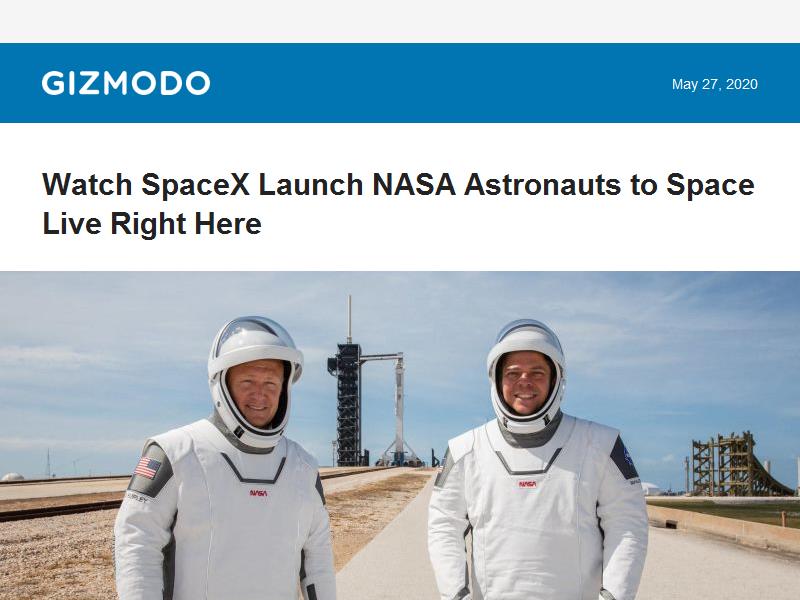 GIZMODO
May 27, 2020
Watch SpaceX Launch NASA Astronauts to Space
Live Right Here
HURLEY
NASA
NASA